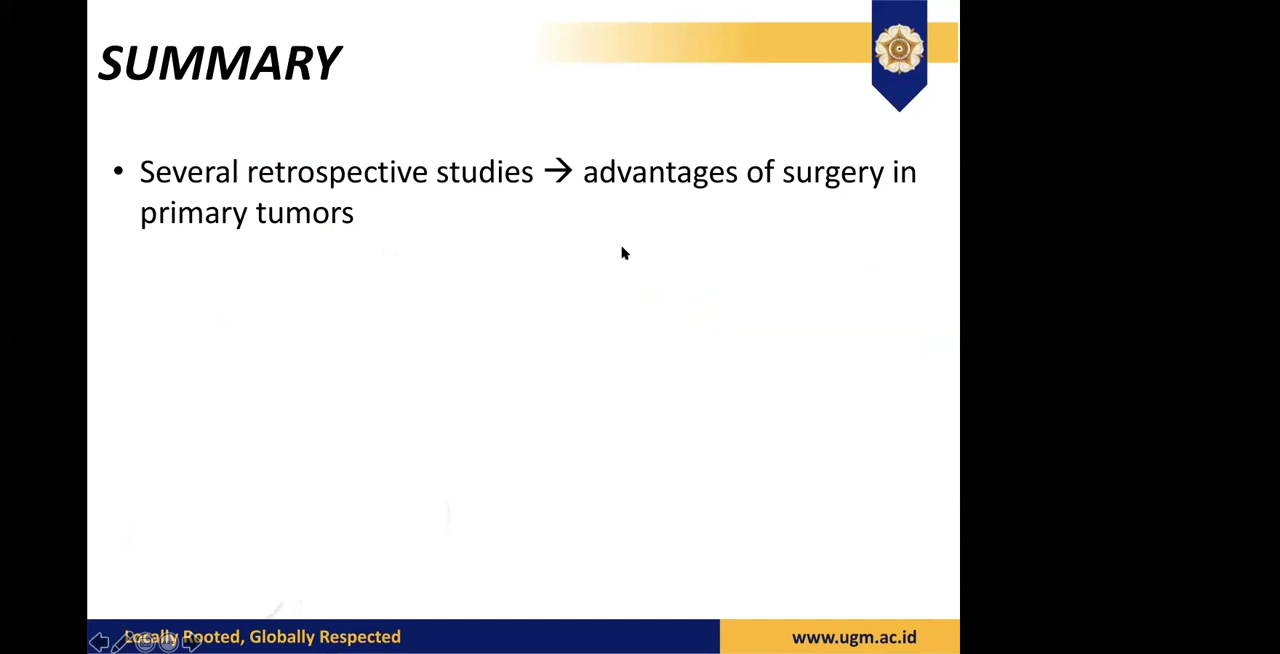 SUMMARY
• Several retrospective studies → advantages of surgery in
primary tumors
Locally Rooted, Globally Respected
www.ugm.ac.id